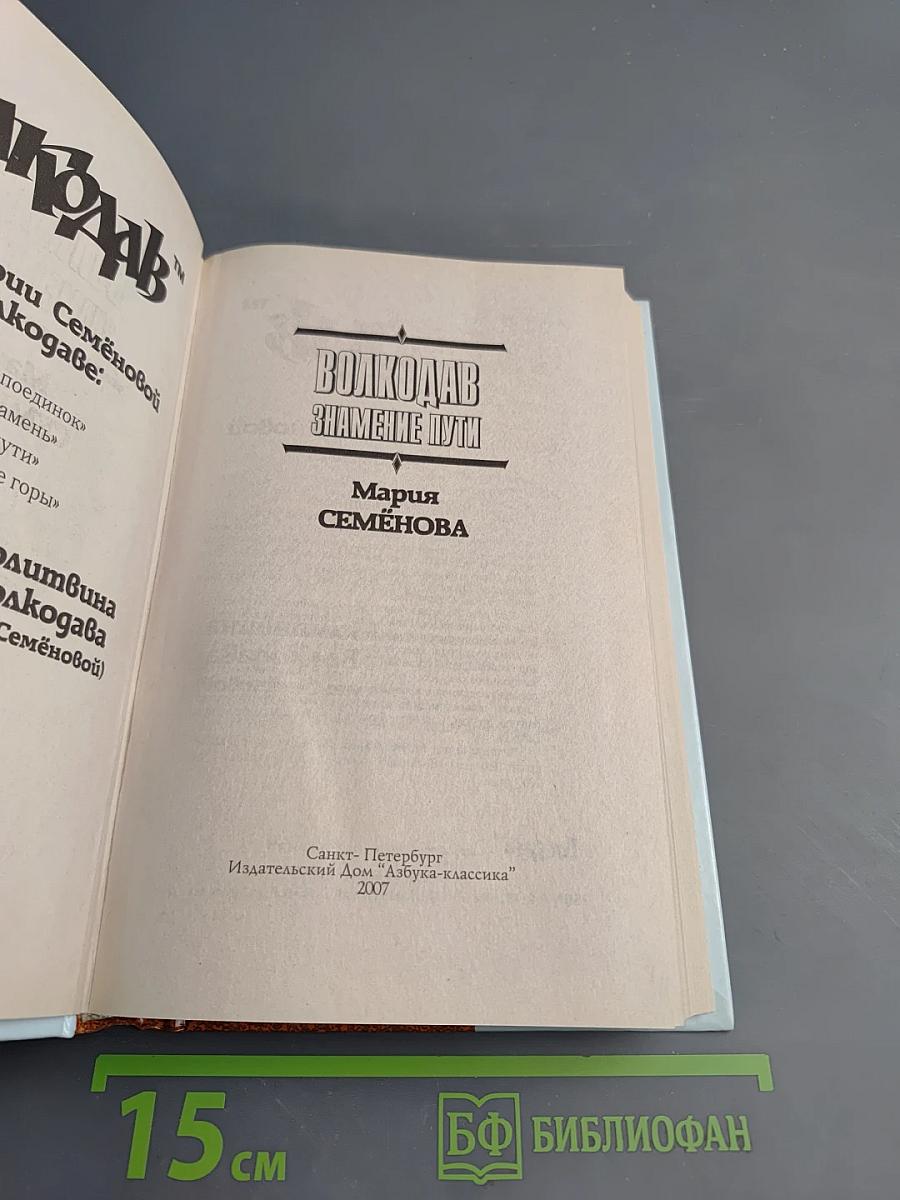 рии Семёновой
лкодаве:
поединок»
амень»
ути»
е горы»
олитвина
олкодава
Семёновой)
ВОЛКОДАВ
ЗНАМЕНИЕ ПУТИ
Мария
СЕМЁНОВА
Санкт- Петербург
Издательский Дом "Азбука-классика"
2007
15 см
БФ БИБЛИОФАН